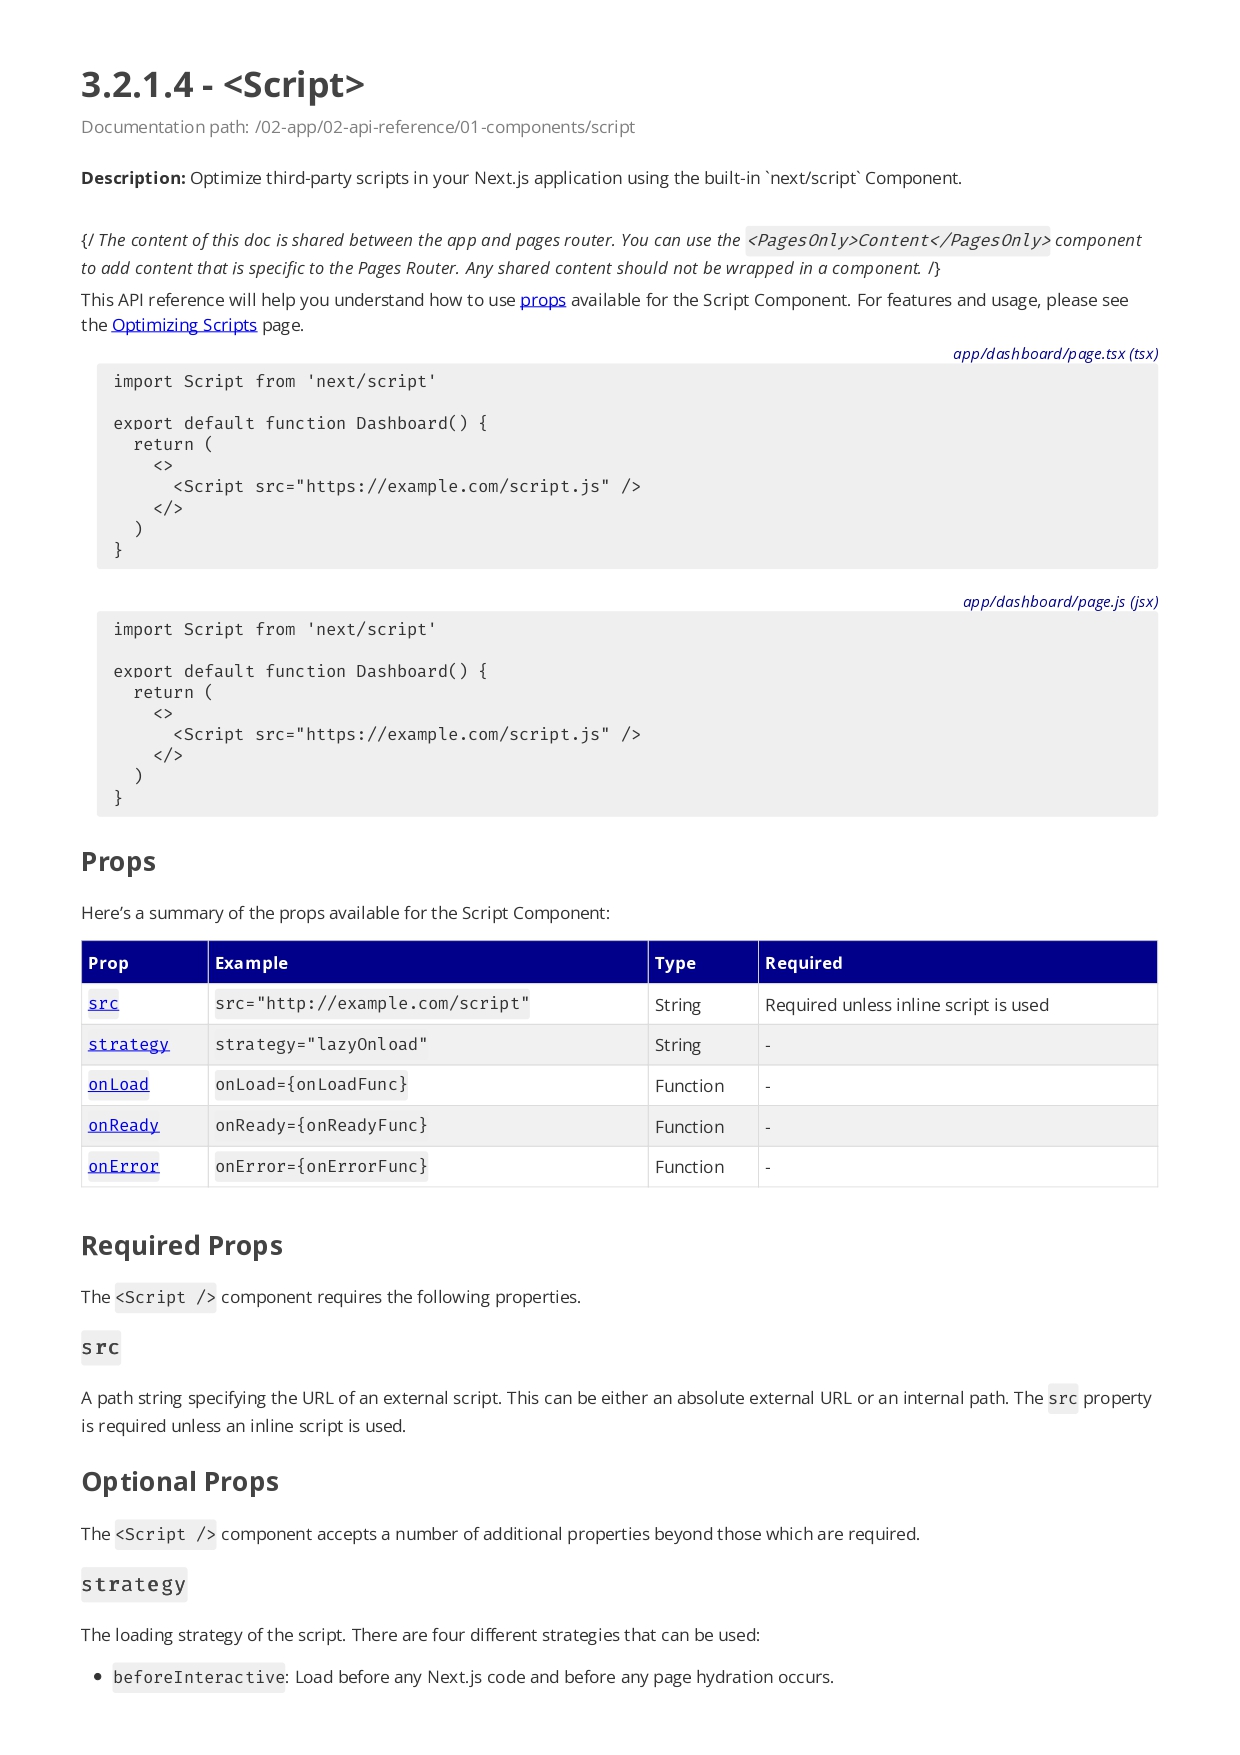 3.2.1.4 - <Script>
Documentation path: /02-app/02-api-reference/01-components/script
Description: Optimize third-party scripts in your Next.js application using the built-in `next/script` Component.
{/ The content of this doc is shared between the app and pages router. You can use the <PagesOnly>Content</PagesOnly> component
to add content that is specific to the Pages Router. Any shared content should not be wrapped in a component. /}
This API reference will help you understand how to use props available for the Script Component. For features and usage, please see
the Optimizing Scripts page.
app/dashboard/page.tsx (tsx)
import Script from 'next/script'
export default function Dashboard() {
  return (
    <>
      <Script src="https://example.com/script.js" />
    </>
  )
}
app/dashboard/page.js (jsx)
import Script from 'next/script'
export default function Dashboard() {
  return (
    <>
      <Script src="https://example.com/script.js" />
    </>
  )
}
Props
Here’s a summary of the props available for the Script Component:
Prop Example Type Required
src src="http://example.com/script" String Required unless inline script is used
strategy strategy="lazyOnload" String -
onLoad onLoad={onLoadFunc} Function -
onReady onReady={onReadyFunc} Function -
onError onError={onErrorFunc} Function -
Required Props
The <Script /> component requires the following properties.
src
A path string specifying the URL of an external script. This can be either an absolute external URL or an internal path. The src property
is required unless an inline script is used.
Optional Props
The <Script /> component accepts a number of additional properties beyond those which are required.
strategy
The loading strategy of the script. There are four different strategies that can be used:
• beforeInteractive: Load before any Next.js code and before any page hydration occurs.